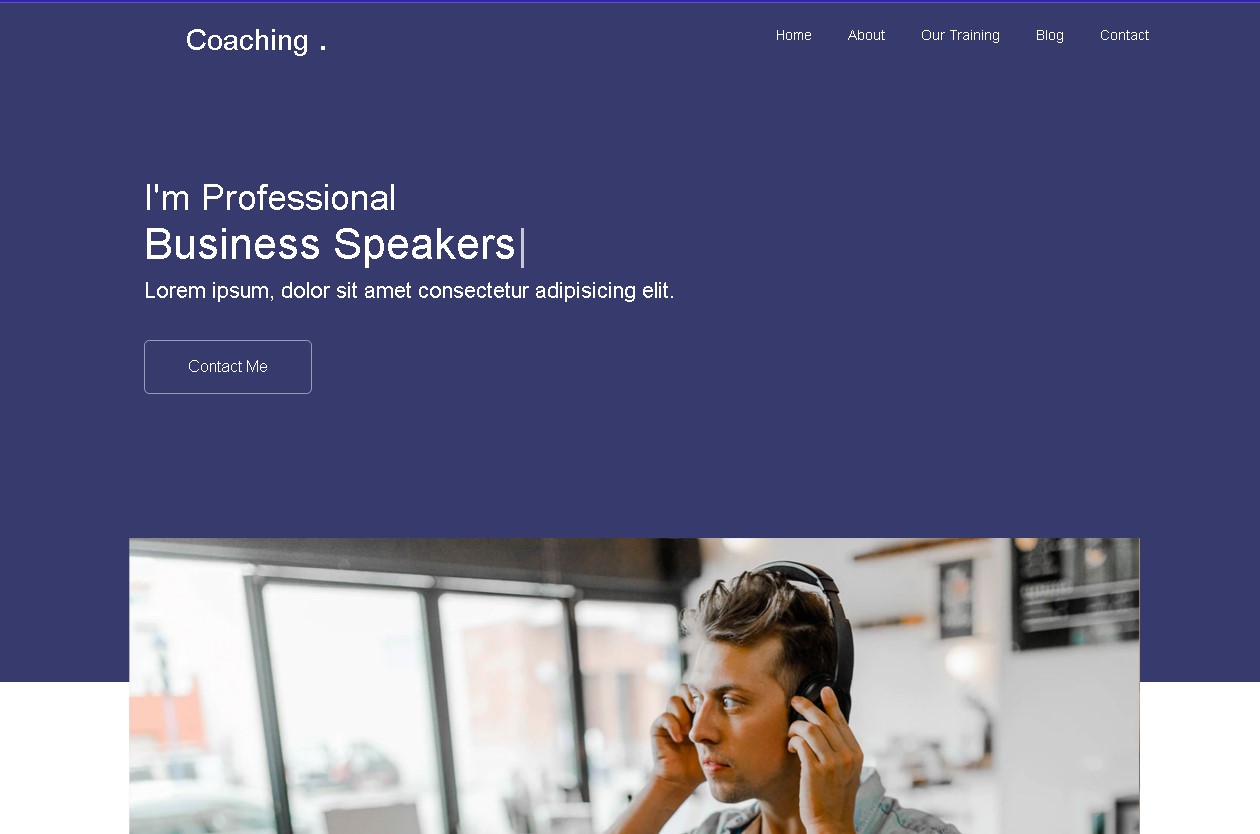 Coaching .
Home About Our Training Blog Contact
I'm Professional
Business Speakers|
Lorem ipsum, dolor sit amet consectetur adipisicing elit.
Contact Me